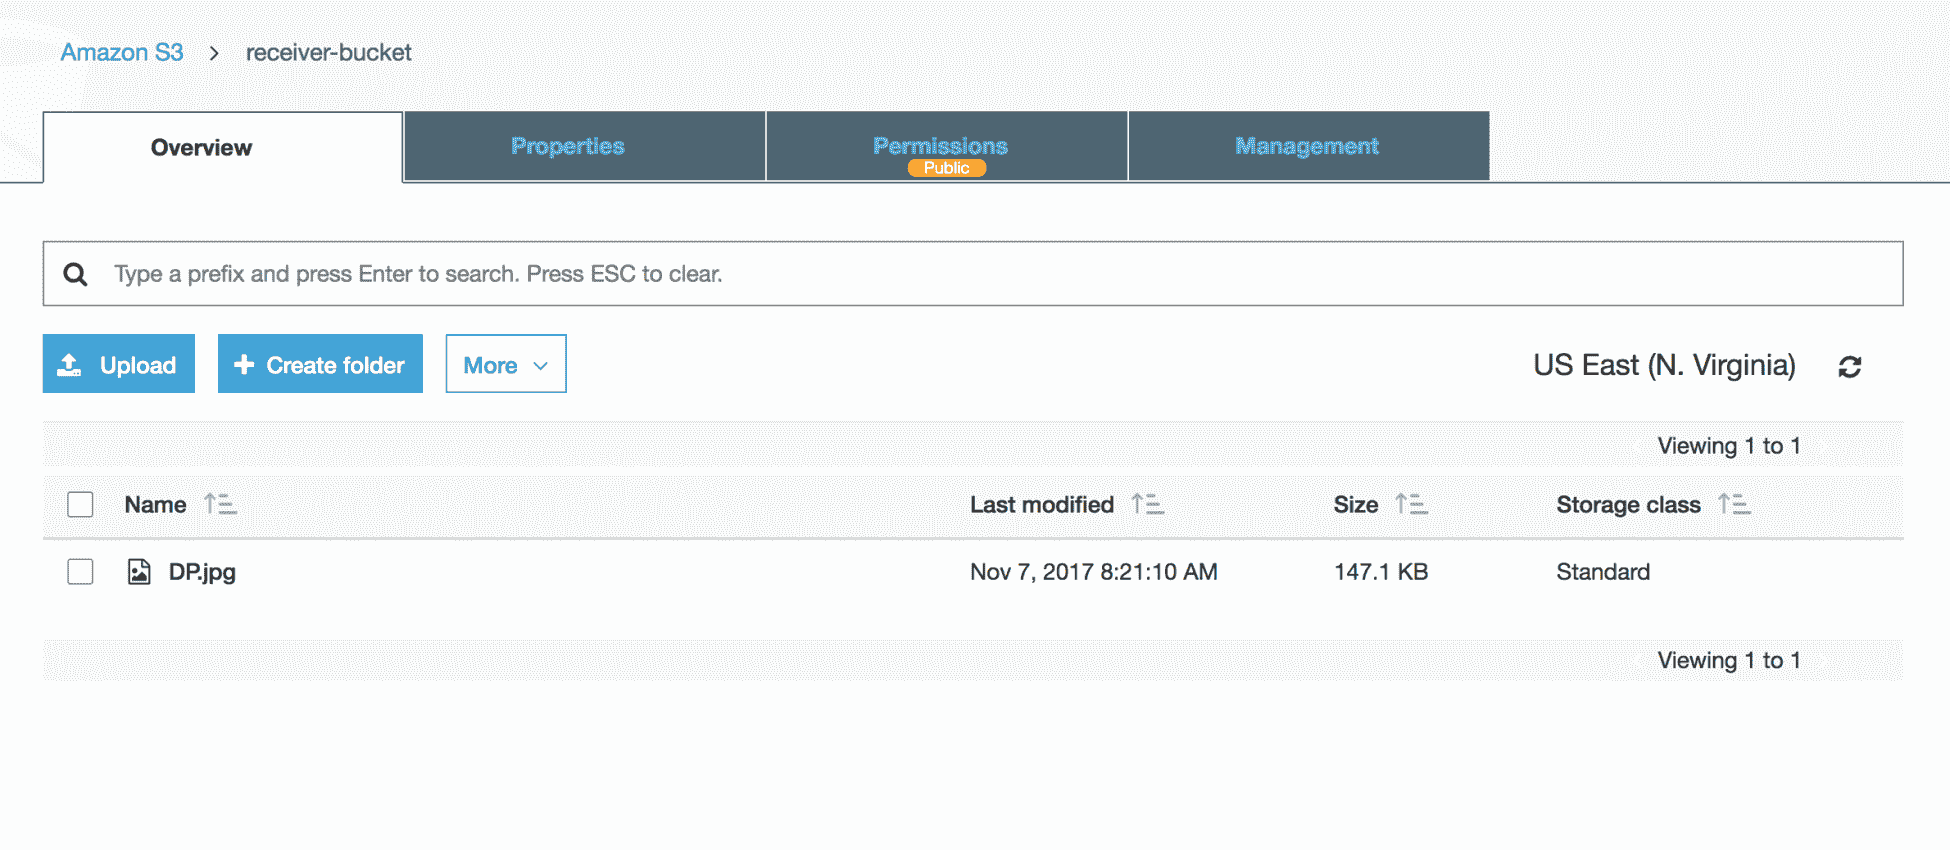 Amazon S3 > receiver-bucket
Overview Properties Permissions Management
Public
Type a prefix and press Enter to search. Press ESC to clear.
Upload + Create folder More US East (N. Virginia)
Viewing 1 to 1
Name Last modified Size Storage class
DP.jpg Nov 7, 2017 8:21:10 AM 147.1 KB Standard
Viewing 1 to 1